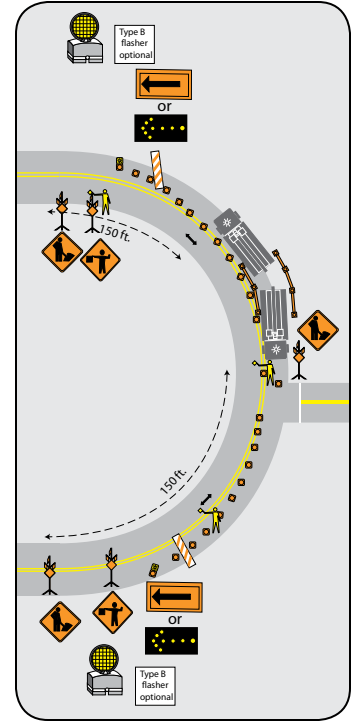 Type B
flasher
optional
or
150 ft.
150 ft.
or
Type B
flasher
optional